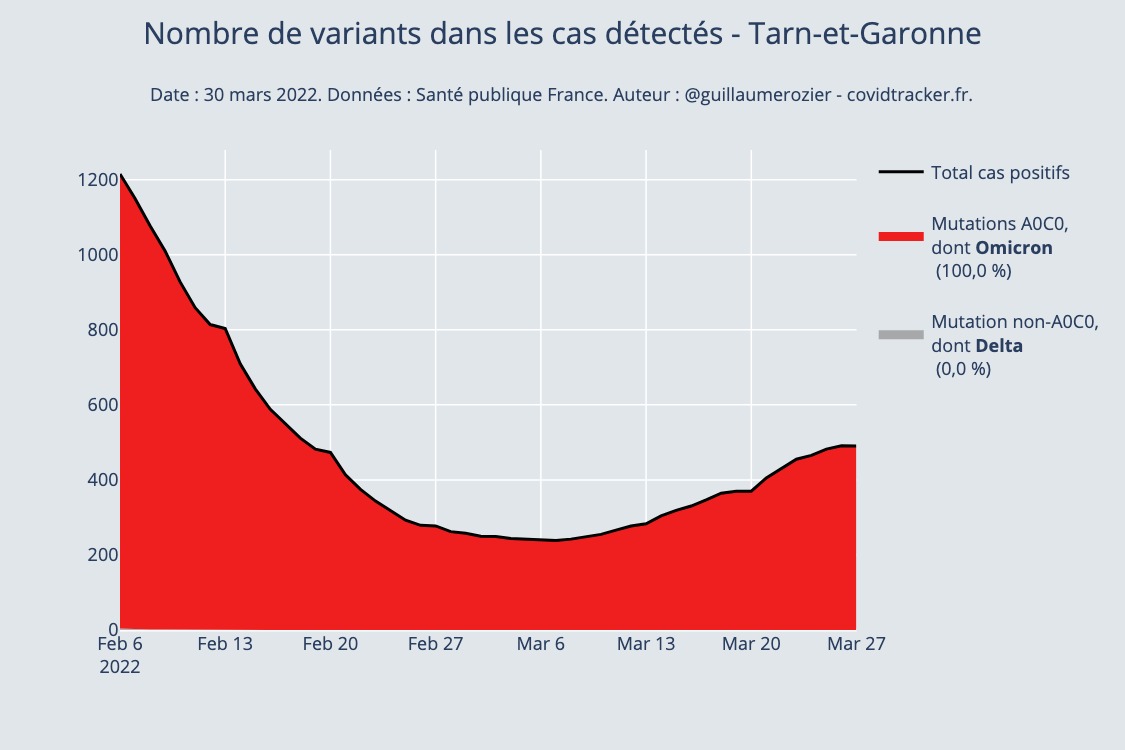 Nombre de variants dans les cas détectés - Tarn-et-Garonne
Date : 30 mars 2022. Données : Santé publique France. Auteur : @guillaumerozier - covidtracker.fr.
1200
1000
800
600
400
200
0
Feb 6
2022
Feb 13
Feb 20
Feb 27
Mar 6
Mar 13
Mar 20
Mar 27
Total cas positifs
Mutations A0C0,
dont Omicron
(100,0 %)
Mutation non-A0C0,
dont Delta
(0,0 %)